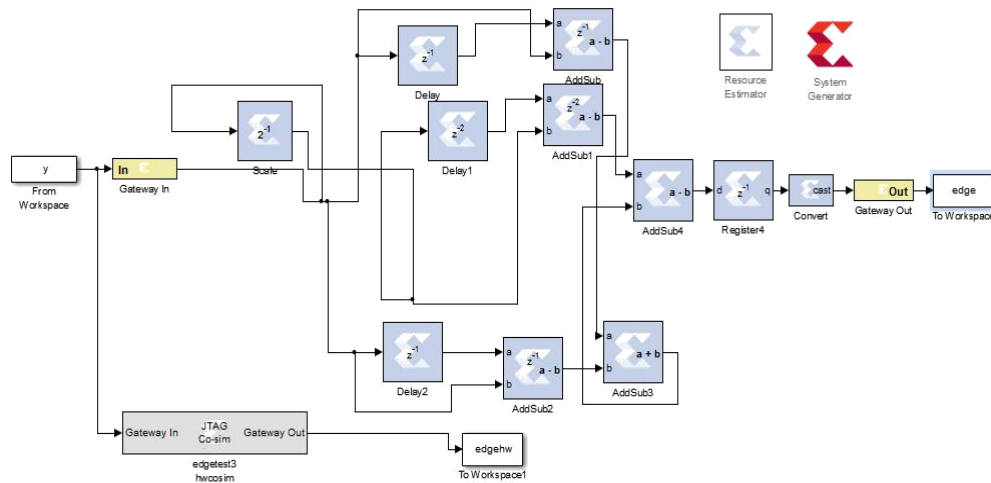 z⁻¹
Delay
a
b
z⁻¹
a - b
AddSub
Resource
Estimator
System
Generator
2⁻¹
Scale
z⁻²
Delay1
a
b
z⁻²
a - b
AddSub1
y
From
Workspace
In
Gateway In
a
b
a - b
AddSub4
d
z⁻¹
q
Register4
cast
Convert
Out
Gateway Out
edge
To Workspace
z⁻¹
Delay2
a
b
z⁻¹
a - b
AddSub2
a
b
a + b
AddSub3
Gateway In
JTAG
Co-sim
Gateway Out
edgetest3
hwcosim
edgehw
To Workspace1